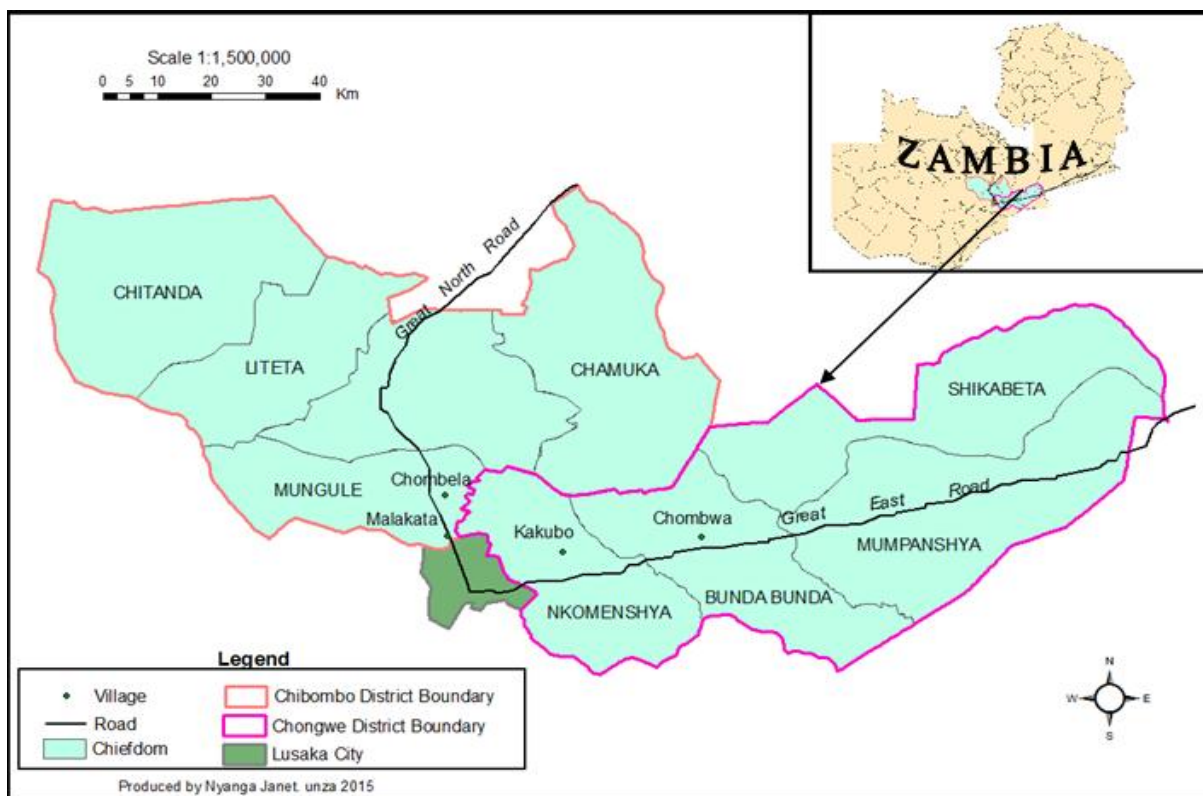 Scale 1:1,500,000
0 5 10 20 30 40
Km
ZAMBIA
Great North Road
CHITANDA
LITETA
CHAMUKA
SHIKABETA
MUNGULE
Chombela
Malakata
Kakubo
Chombwa
Great East Road
MUMPANSHYA
NKOMENSHYA
BUNDA BUNDA
Legend
Village
Road
Chiefdom
Chibombo District Boundary
Chongwe District Boundary
Lusaka City
N
W E
S
Produced by Nyanga Janet. unza 2015